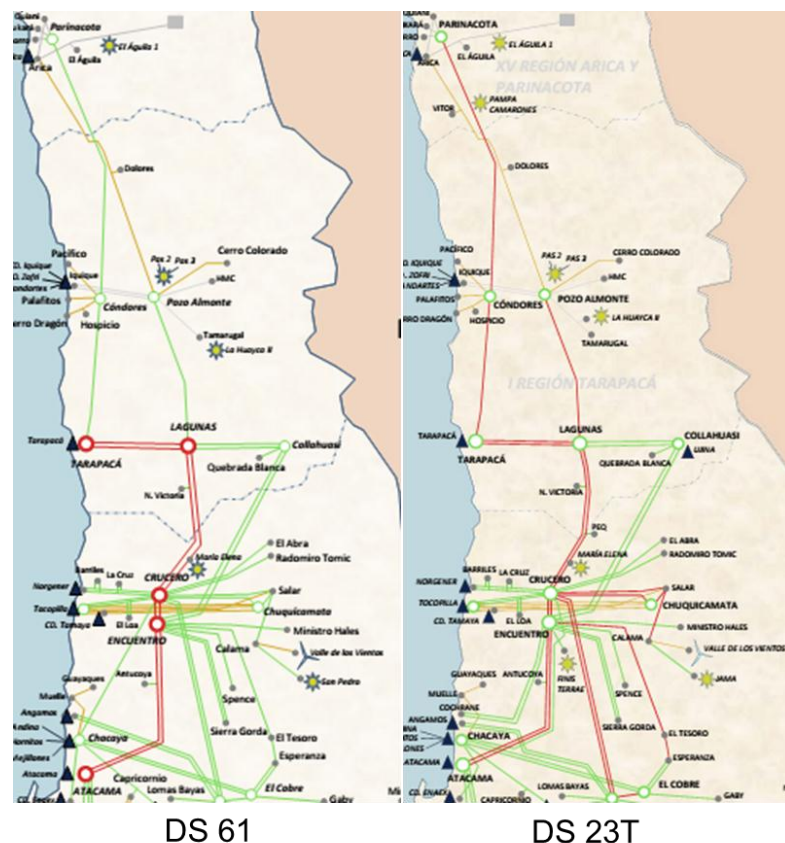 Parinacota
El Águila 1
El Águila
Arica
Dolores
Pacífico
Cerro Colorado
Pas 2 Pas 3
D. Iquique
Iquique
HMC
Palafitos
Cóndores
Pozo Almonte
Hospicio
Tamarugal
La Huayca II
LAGUNAS
Tarapacá
Collahuasi
TARAPACÁ
Quebrada Blanca
N. Victoria
El Abra
María Elena
Radomiro Tomic
Barriles
La Cruz
CRUCERO
Norgener
Salar
Tocopilla
Chuquicamata
CD. Tamaya
El Loa
ENCUENTRO
Ministro Hales
Calama
Valle de los Vientos
Guayaques
Antucoya
San Pedro
Muelle
Spence
Angamos
Sierra Gorda
El Tesoro
Chacaya
Esperanza
Atacama
Capricornio
ATACAMA
Lomas Bayas
El Cobre
Gaby
DS 61
PARINACOTA
EL ÁGUILA 1
EL ÁGUILA
ARICA
XV REGIÓN ARICA Y
PARINACOTA
PAMPA
CAMARONES
VITOR
DOLORES
PACÍFICO
CERRO COLORADO
PAS 2 PAS 3
D. IQUIQUE
IQUIQUE
HMC
PALAFITOS
CÓNDORES
POZO ALMONTE
HOSPICIO
LA HUAYCA II
TAMARUGAL
I REGIÓN TARAPACÁ
LAGUNAS
TARAPACÁ
COLLAHUASI
TARAPACÁ
UJINA
QUEBRADA BLANCA
N. VICTORIA
PEQ
EL ABRA
MARÍA ELENA
RADOMIRO TOMIC
BARRILES
LA CRUZ
CRUCERO
NORGENER
SALAR
TOCOPILLA
CHUQUICAMATA
CD. TAMAYA
EL LOA
ENCUENTRO
MINISTRO HALES
CALAMA
VALLE DE LOS VIENTOS
GUAYAQUES
ANTUCOYA
FINIS
TERRAE
JAMA
MUELLE
SPENCE
COCHRANE
ANGAMOS
SIERRA GORDA
EL TESORO
CHACAYA
ESPERANZA
ATACAMA
ATACAMA
LOMAS BAYAS
EL COBRE
CD. ENAEX
CAPRICORNIO
GABY
DS 23T